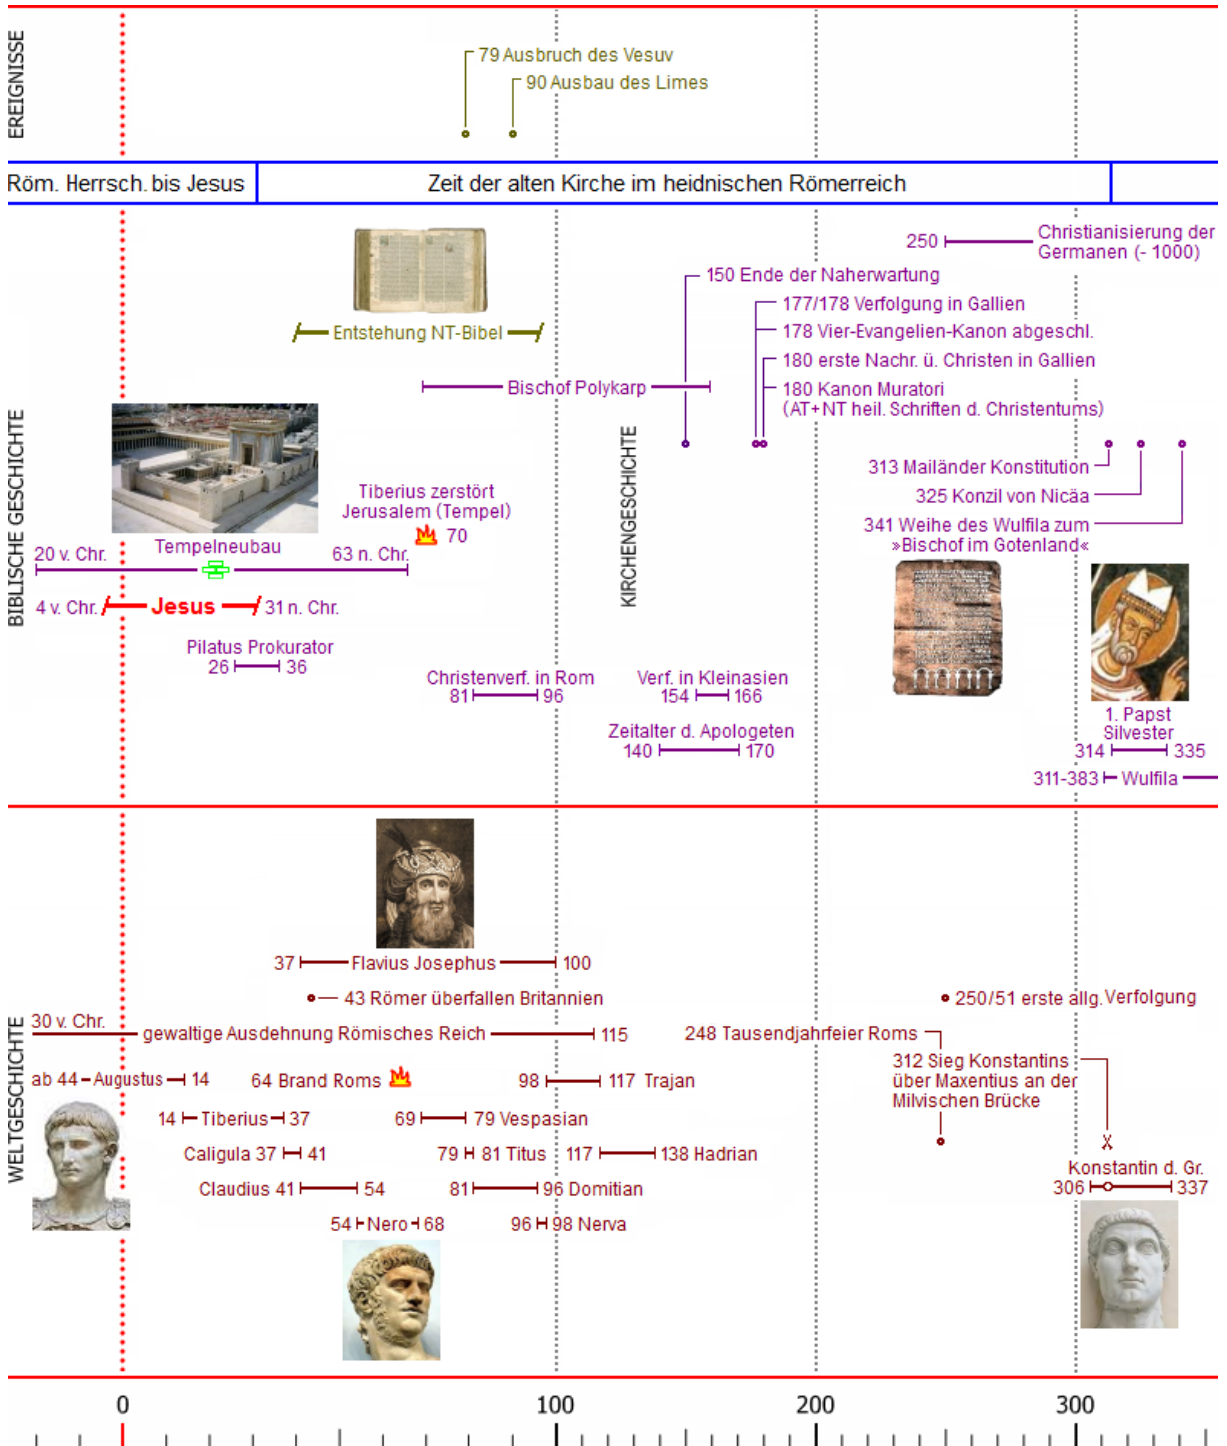 EREIGNISSE
79 Ausbruch des Vesuv
90 Ausbau des Limes
Röm. Herrsch. bis Jesus
Zeit der alten Kirche im heidnischen Römerreich
BIBLISCHE GESCHICHTE
KIRCHENGESCHICHTE
250
Christianisierung der
Germanen (- 1000)
150 Ende der Naherwartung
177/178 Verfolgung in Gallien
Entstehung NT-Bibel
178 Vier-Evangelien-Kanon abgeschl.
180 erste Nachr. ü. Christen in Gallien
Bischof Polykarp
180 Kanon Muratori
(AT+NT heil. Schriften d. Christentums)
313 Mailänder Konstitution
325 Konzil von Nicäa
341 Weihe des Wulfila zum
»Bischof im Gotenland«
Tiberius zerstört
Jerusalem (Tempel)
70
Tempelneubau
20 v. Chr.
63 n. Chr.
4 v. Chr.
Jesus
31 n. Chr.
Pilatus Prokurator
26
36
Christenverf. in Rom
81
96
Verf. in Kleinasien
154
166
Zeitalter d. Apologeten
140
170
1. Papst
Silvester
314
335
311-383
Wulfila
WELTGESCHICHTE
37
Flavius Josephus
100
43 Römer überfallen Britannien
250/51 erste allg. Verfolgung
30 v. Chr.
gewaltige Ausdehnung Römisches Reich
115
248 Tausendjahrfeier Roms
312 Sieg Konstantins
über Maxentius an der
Milvischen Brücke
ab 44
Augustus
14
64 Brand Roms
98
117 Trajan
14
Tiberius
37
69
79 Vespasian
Caligula 37
41
79
81 Titus
117
138 Hadrian
Claudius 41
54
81
96 Domitian
Konstantin d. Gr.
306
337
54
Nero
68
96
98 Nerva
0
100
200
300